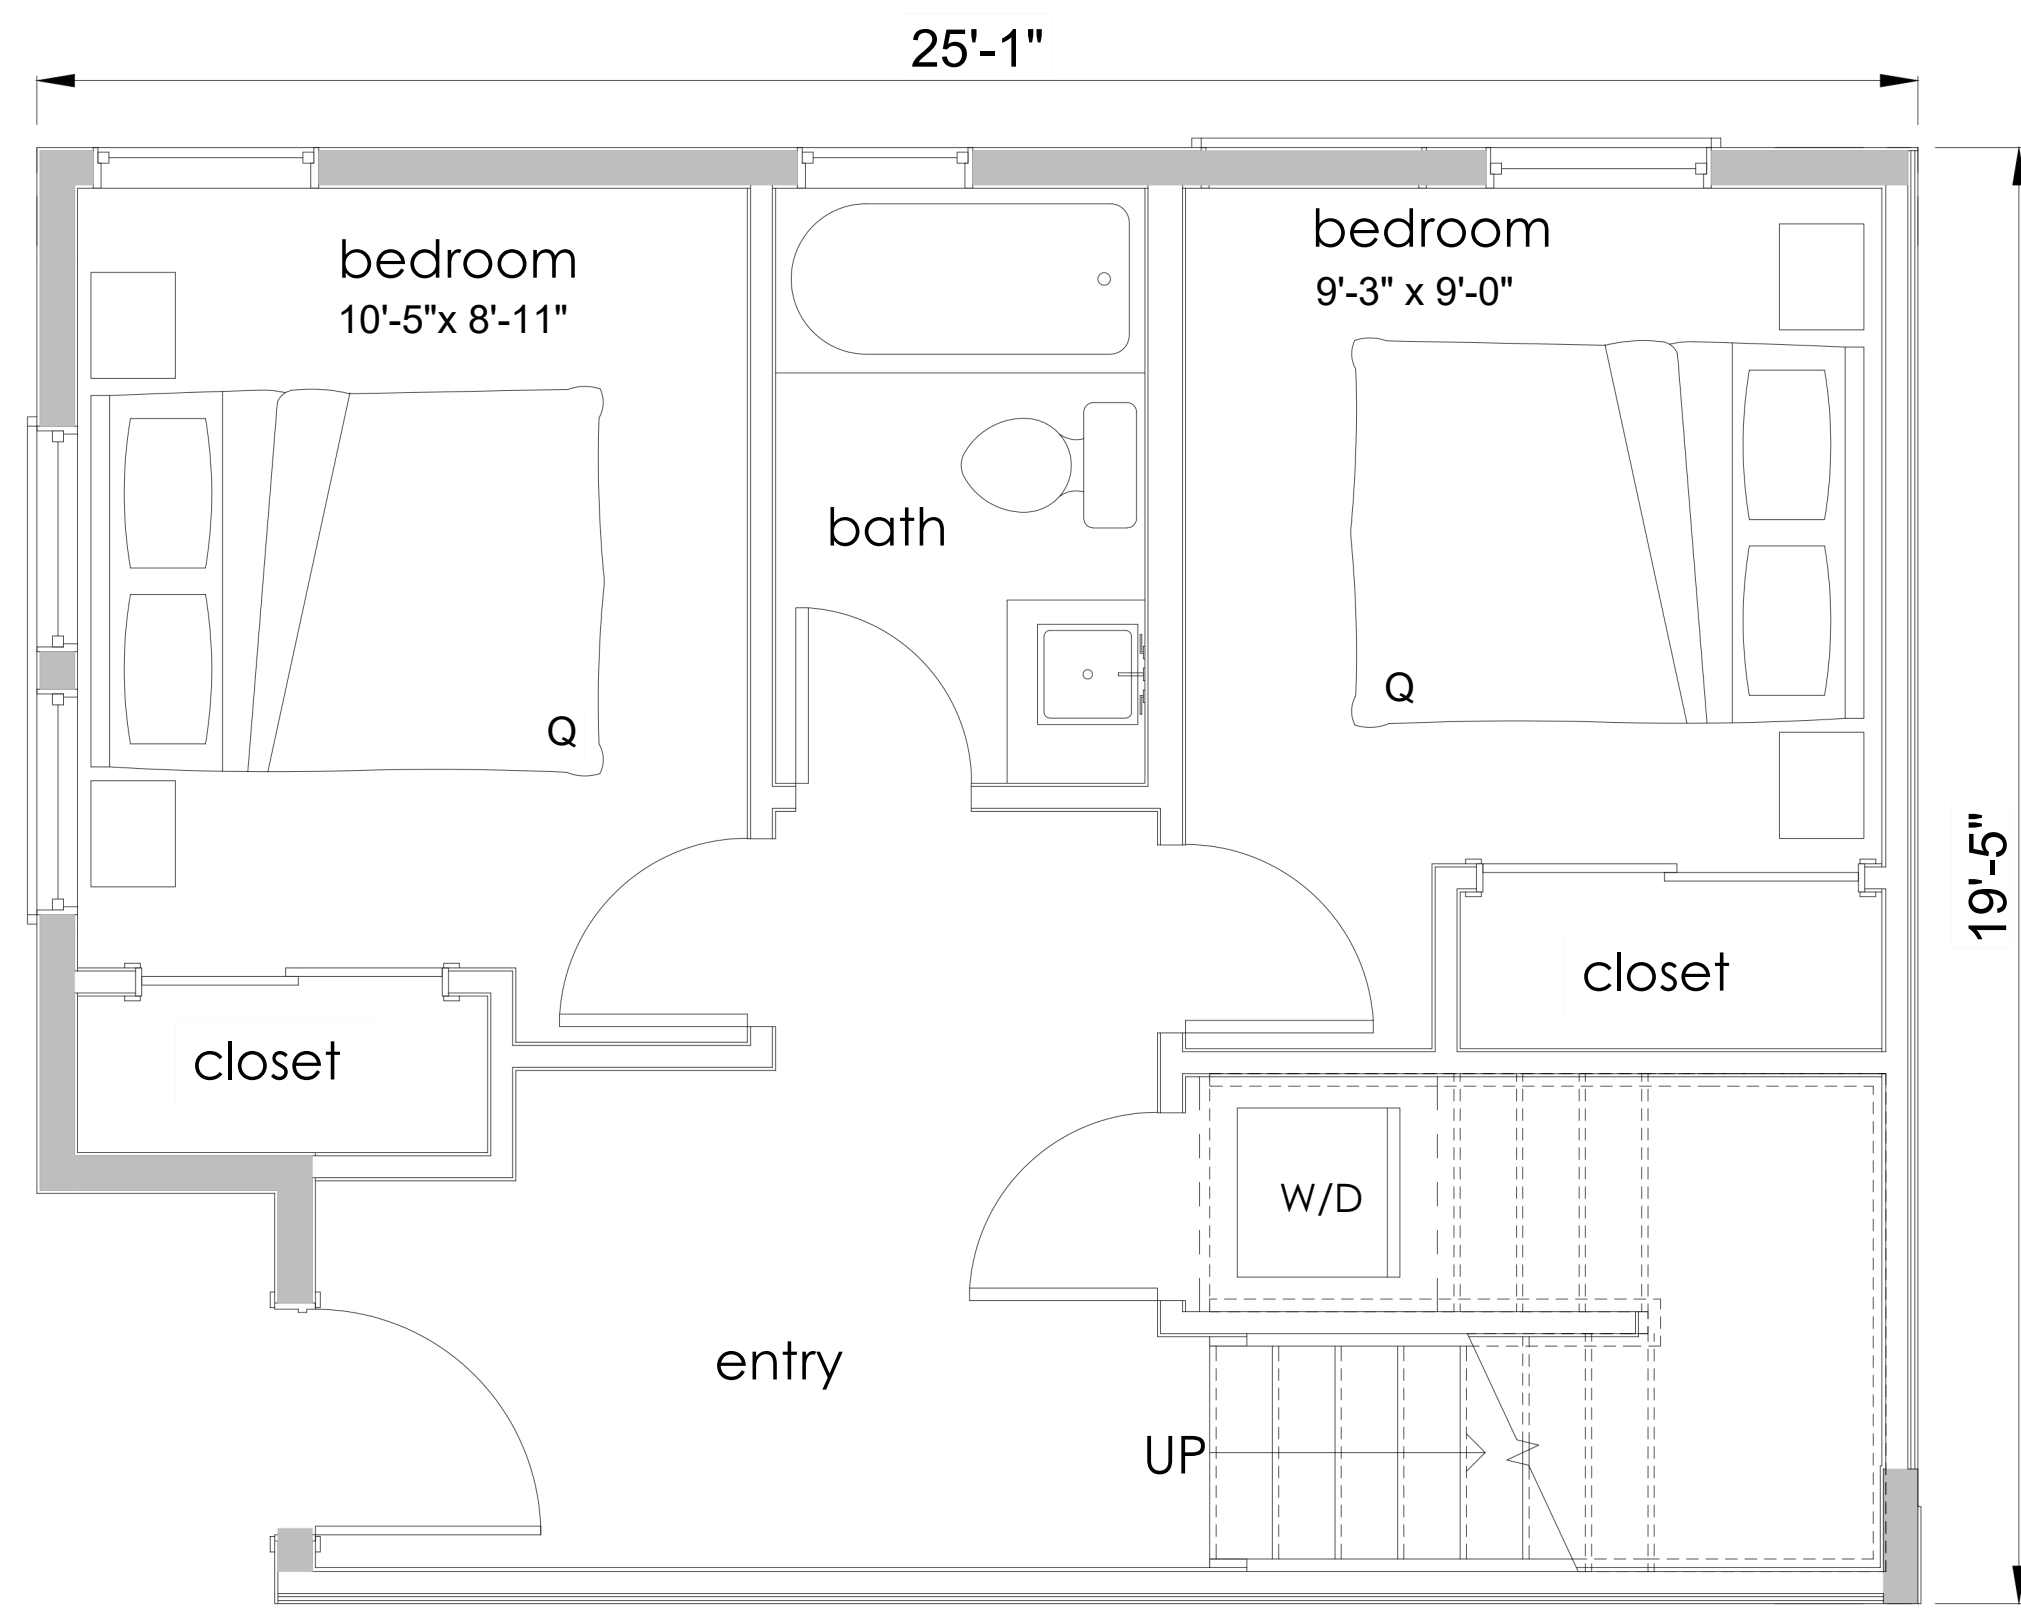 25'-1"
bedroom
10'-5"x 8'-11"
bedroom
9'-3" x 9'-0"
bath
Q
Q
19'-5"
closet
closet
W/D
entry
UP